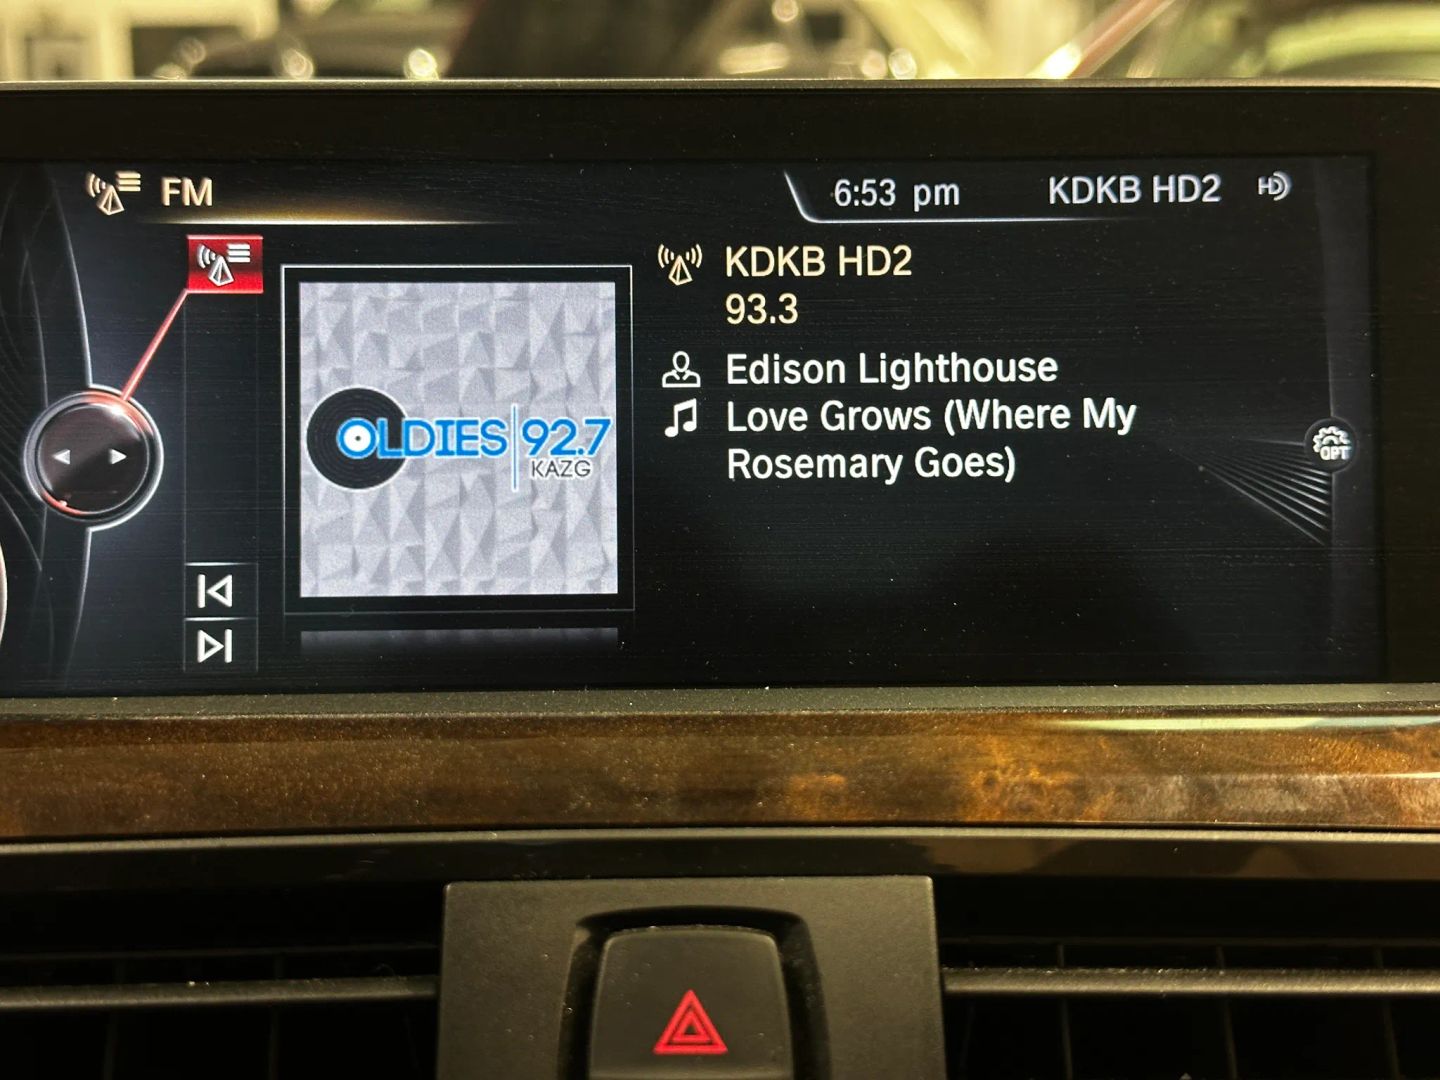 FM
6:53 pm
KDKB HD2
HD
KDKB HD2
93.3
Edison Lighthouse
Love Grows (Where My
Rosemary Goes)
OLDIES 92.7
KAZG
OPT